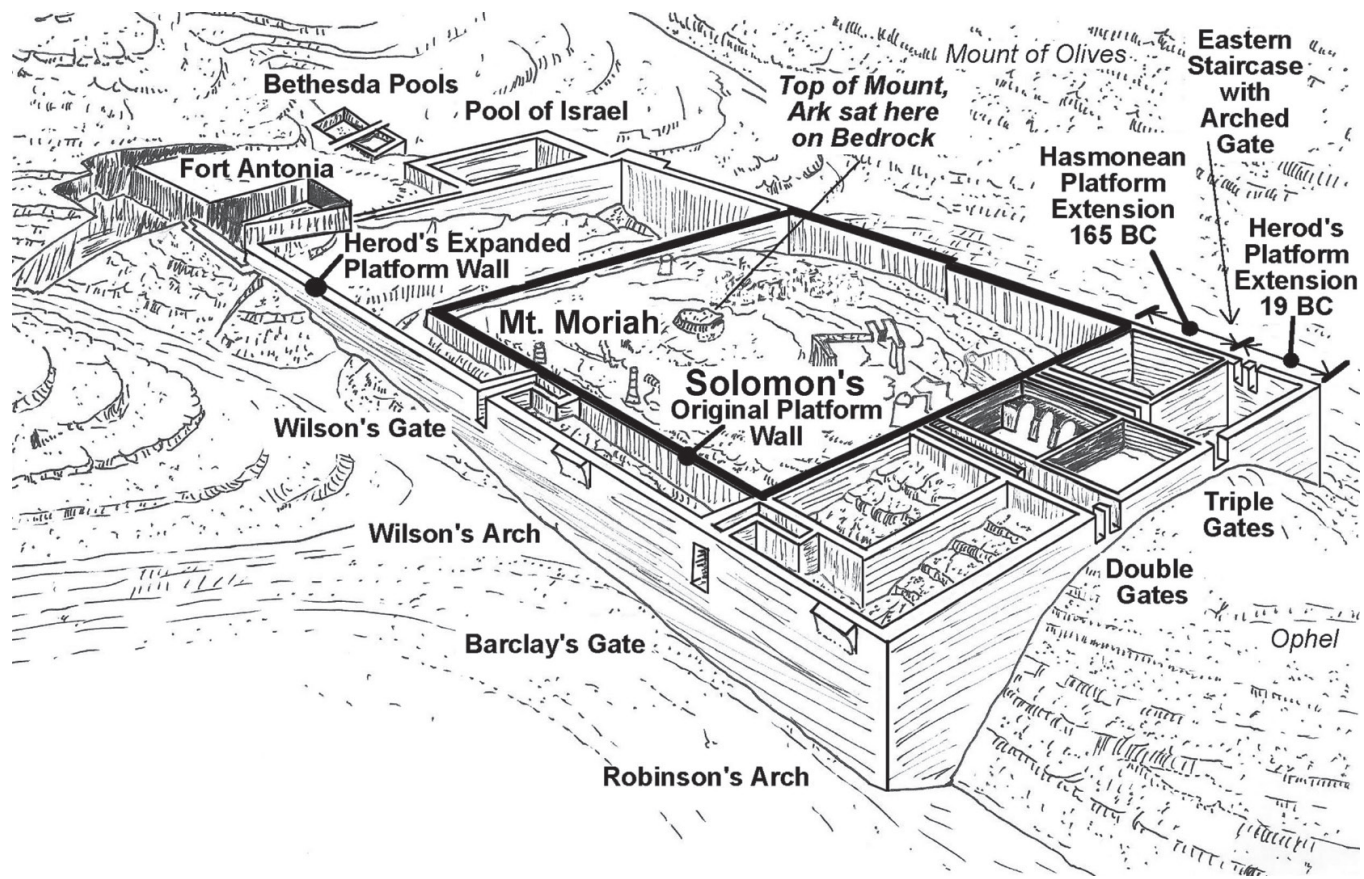 Mount of Olives
Eastern
Staircase
with
Arched
Gate
Bethesda Pools
Pool of Israel
Top of Mount,
Ark sat here
on Bedrock
Hasmonean
Platform
Extension
165 BC
Herod's
Platform
Extension
19 BC
Fort Antonia
Herod's Expanded
Platform Wall
Mt. Moriah
Solomon's
Original Platform
Wall
Wilson's Gate
Wilson's Arch
Triple
Gates
Double
Gates
Ophel
Barclay's Gate
Robinson's Arch